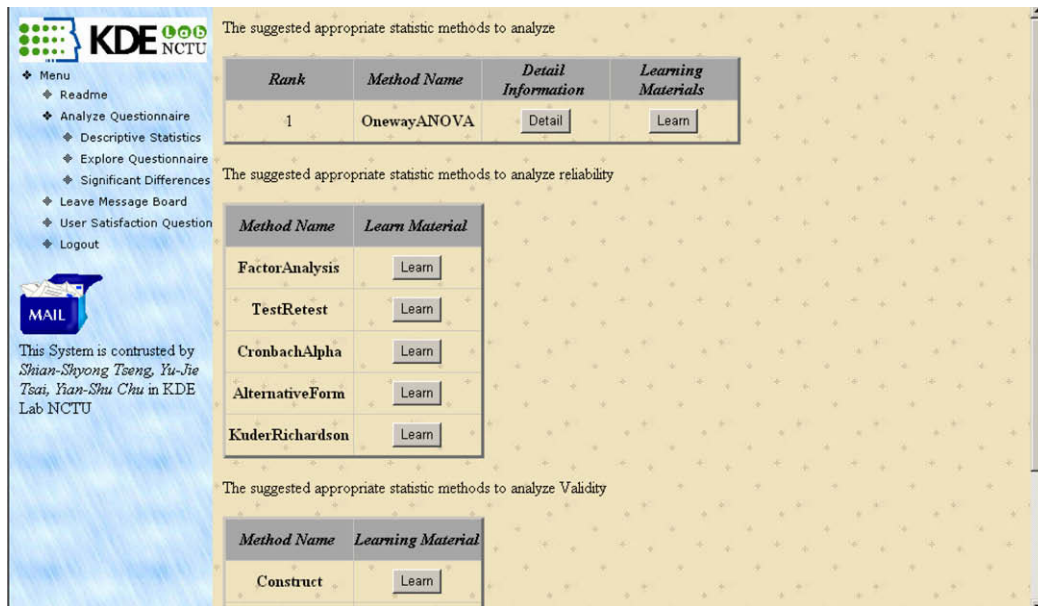 KDE Lab
NCTU
Menu
Readme
Analyze Questionnaire
Descriptive Statistics
Explore Questionnaire
Significant Differences
Leave Message Board
User Satisfaction Question
Logout
MAIL
This System is contrusted by
Shian-Shyong Tseng, Yu-Jie
Tsai, Yian-Shu Chu in KDE
Lab NCTU
The suggested appropriate statistic methods to analyze
Rank Method Name Detail Information Learning Materials
1 OnewayANOVA Detail Learn
The suggested appropriate statistic methods to analyze reliability
Method Name Learn Material
FactorAnalysis Learn
TestRetest Learn
CronbachAlpha Learn
AlternativeForm Learn
KuderRichardson Learn
The suggested appropriate statistic methods to analyze Validity
Method Name Learning Material
Construct Learn